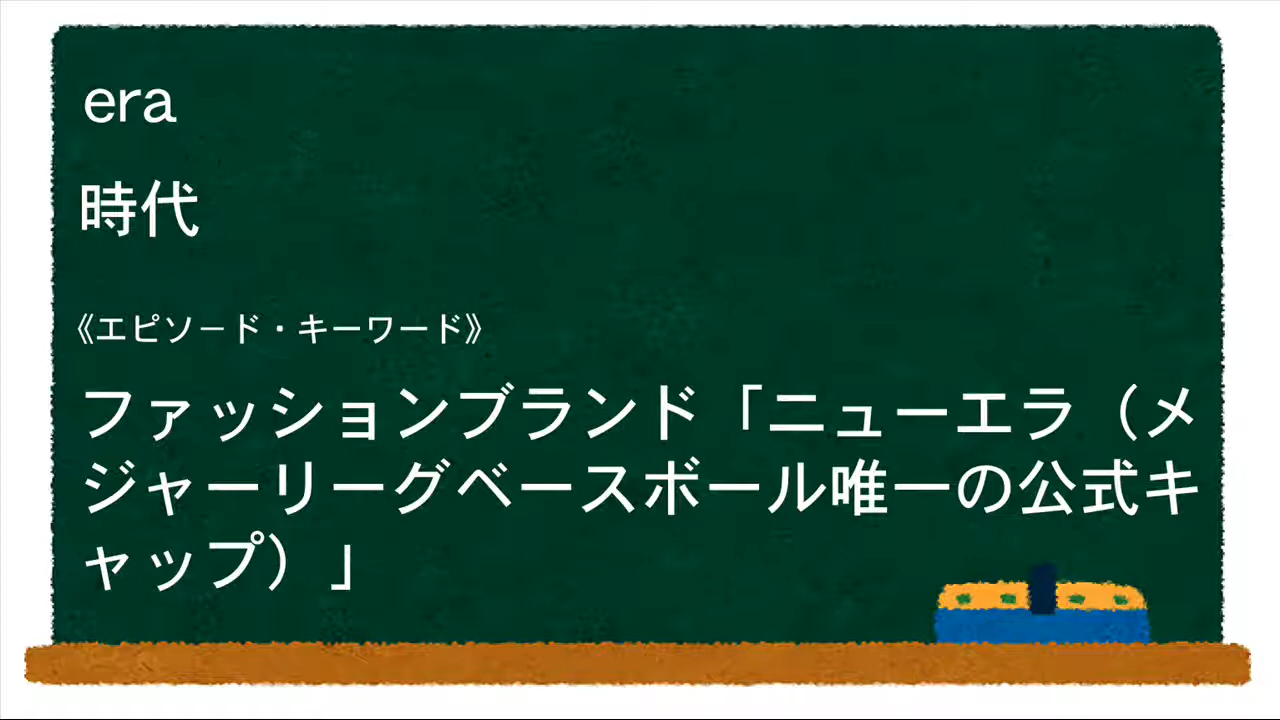 era
時代
《エピソード・キーワード》
ファッションブランド「ニューエラ（メ
ジャーリーグベースボール唯一の公式キ
ャップ）」